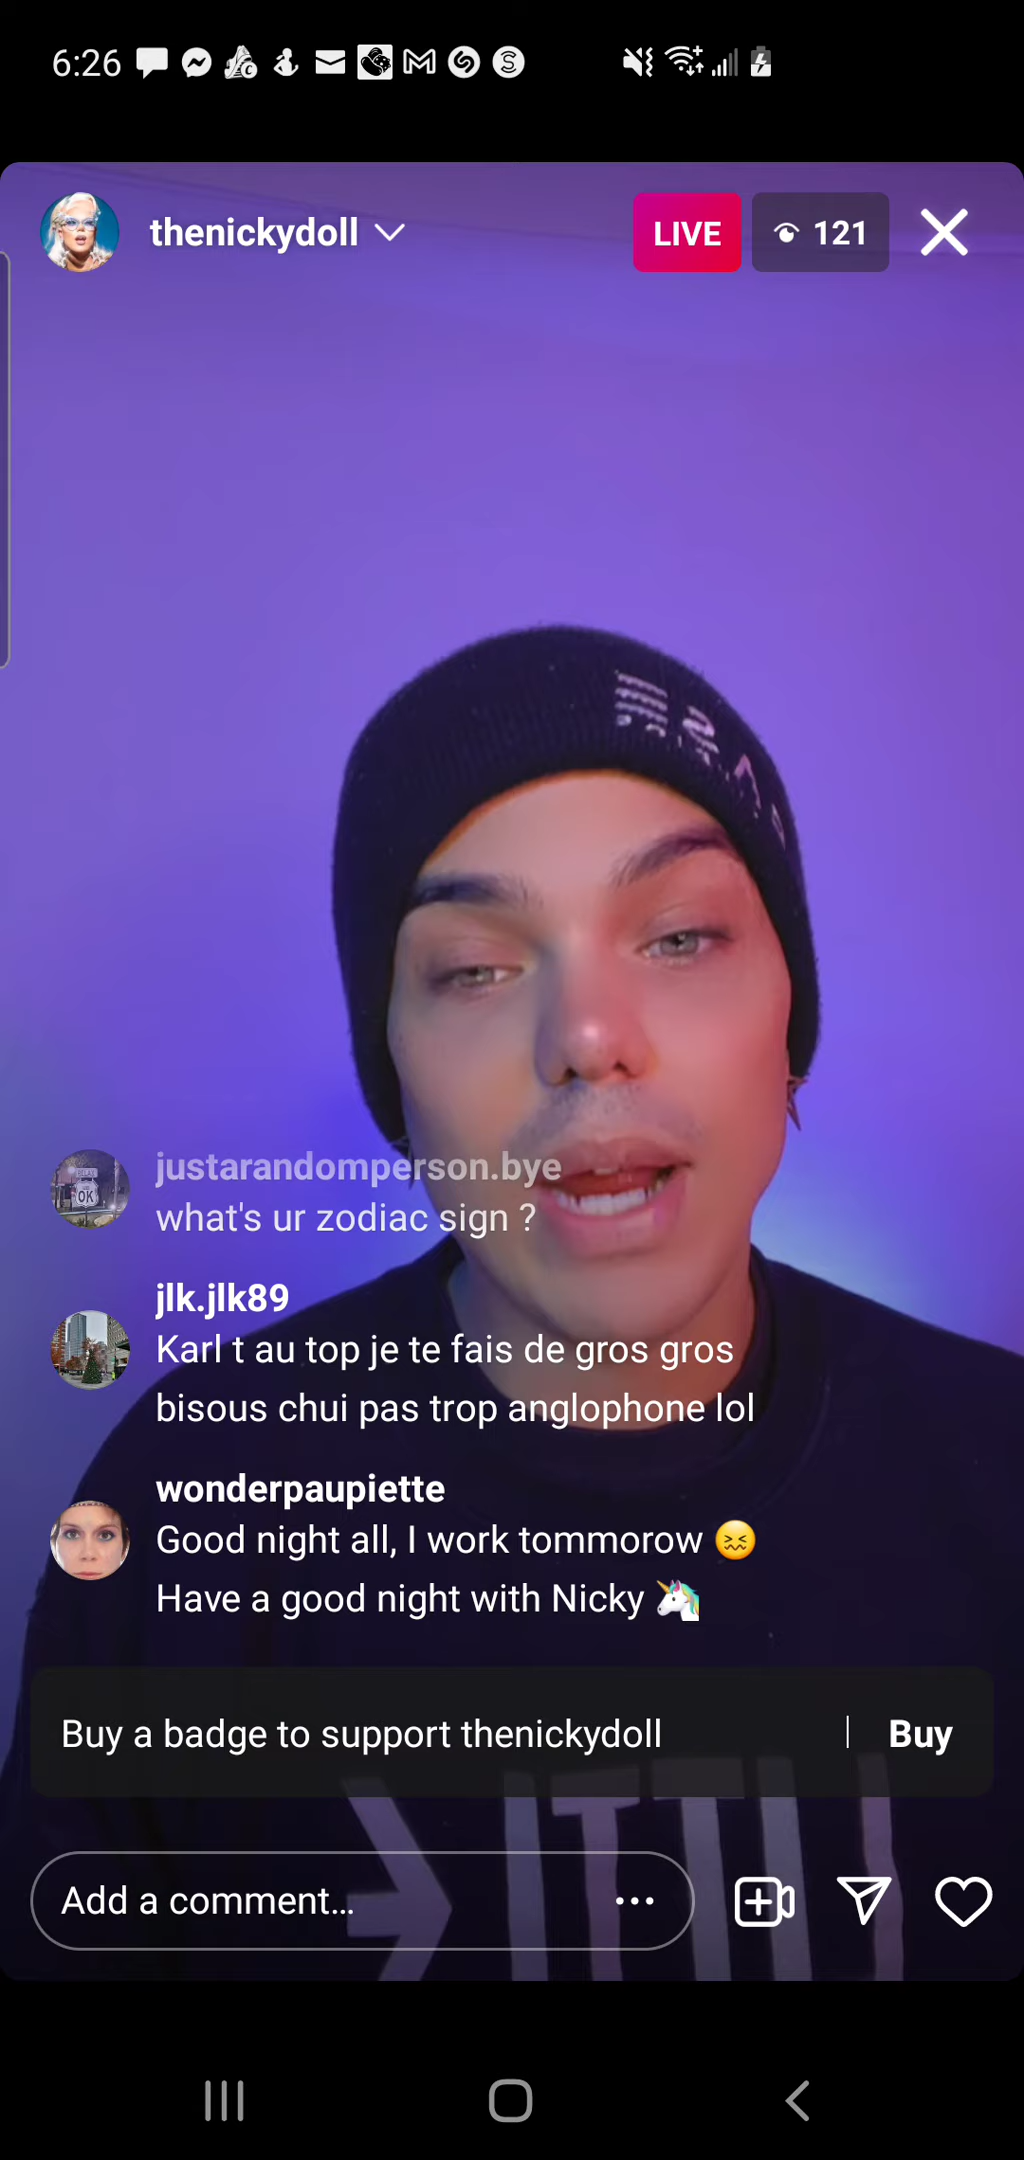 6:26
thenickydoll
LIVE
121
justarandomperson.bye
what's ur zodiac sign ?
jlk.jlk89
Karl t au top je te fais de gros gros
bisous chui pas trop anglophone lol
wonderpaupiette
Good night all, I work tommorow 😖
Have a good night with Nicky 🦄
Buy a badge to support thenickydoll
Buy
Add a comment...